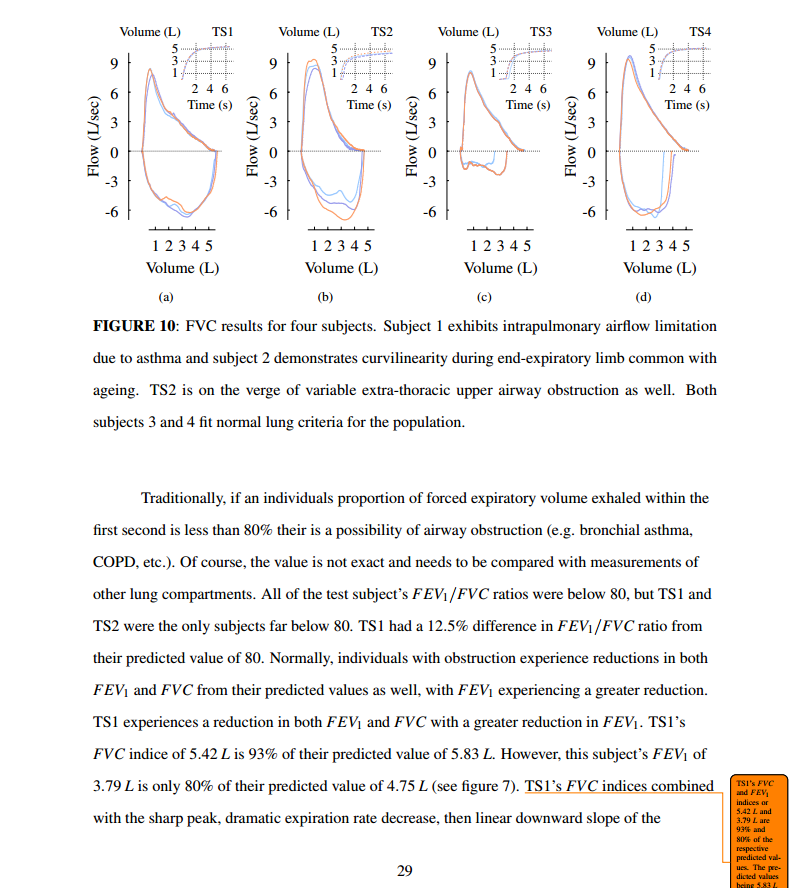 Volume (L) TS1
Volume (L) TS2
Volume (L) TS3
Volume (L) TS4
5
3
1
2 4 6
Time (s)
5
3
1
2 4 6
Time (s)
5
3
1
2 4 6
Time (s)
5
3
1
2 4 6
Time (s)
Flow (L/sec)
9
6
3
0
-3
-6
1 2 3 4 5
Volume (L)
(a)
Flow (L/sec)
9
6
3
0
-3
-6
1 2 3 4 5
Volume (L)
(b)
Flow (L/sec)
9
6
3
0
-3
-6
1 2 3 4 5
Volume (L)
(c)
Flow (L/sec)
9
6
3
0
-3
-6
1 2 3 4 5
Volume (L)
(d)
FIGURE 10: FVC results for four subjects. Subject 1 exhibits intrapulmonary airflow limitation
due to asthma and subject 2 demonstrates curvilinearity during end-expiratory limb common with
ageing. TS2 is on the verge of variable extra-thoracic upper airway obstruction as well. Both
subjects 3 and 4 fit normal lung criteria for the population.
Traditionally, if an individuals proportion of forced expiratory volume exhaled within the
first second is less than 80% their is a possibility of airway obstruction (e.g. bronchial asthma,
COPD, etc.). Of course, the value is not exact and needs to be compared with measurements of
other lung compartments. All of the test subject's FEV₁/FVC ratios were below 80, but TS1 and
TS2 were the only subjects far below 80. TS1 had a 12.5% difference in FEV₁/FVC ratio from
their predicted value of 80. Normally, individuals with obstruction experience reductions in both
FEV₁ and FVC from their predicted values as well, with FEV₁ experiencing a greater reduction.
TS1 experiences a reduction in both FEV₁ and FVC with a greater reduction in FEV₁. TS1's
FVC indice of 5.42 L is 93% of their predicted value of 5.83 L. However, this subject's FEV₁ of
3.79 L is only 80% of their predicted value of 4.75 L (see figure 7). TS1's FVC indices combined
with the sharp peak, dramatic expiration rate decrease, then linear downward slope of the
TS1's FVC
and FEV₁
indices or
5.42 L and
3.79 L are
93% and
80% of the
respective
predicted val-
ues. The pre-
dicted values
being 5.83 L
29